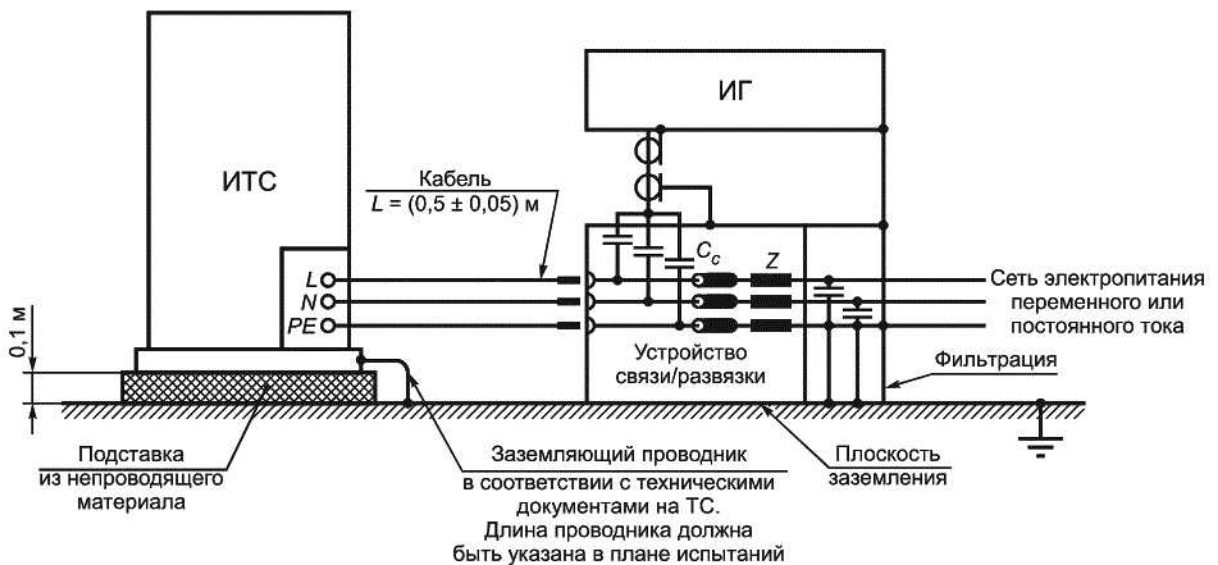 ИГ
ИТС
Кабель
L = (0,5 ± 0,05) м
C_c
Z
L
N
PE
Сеть электропитания
переменного или
постоянного тока
0,1 м
Устройство
связи/развязки
Фильтрация
Подставка
из непроводящего
материала
Заземляющий проводник
в соответствии с техническими
документами на ТС.
Длина проводника должна
быть указана в плане испытаний
Плоскость
заземления